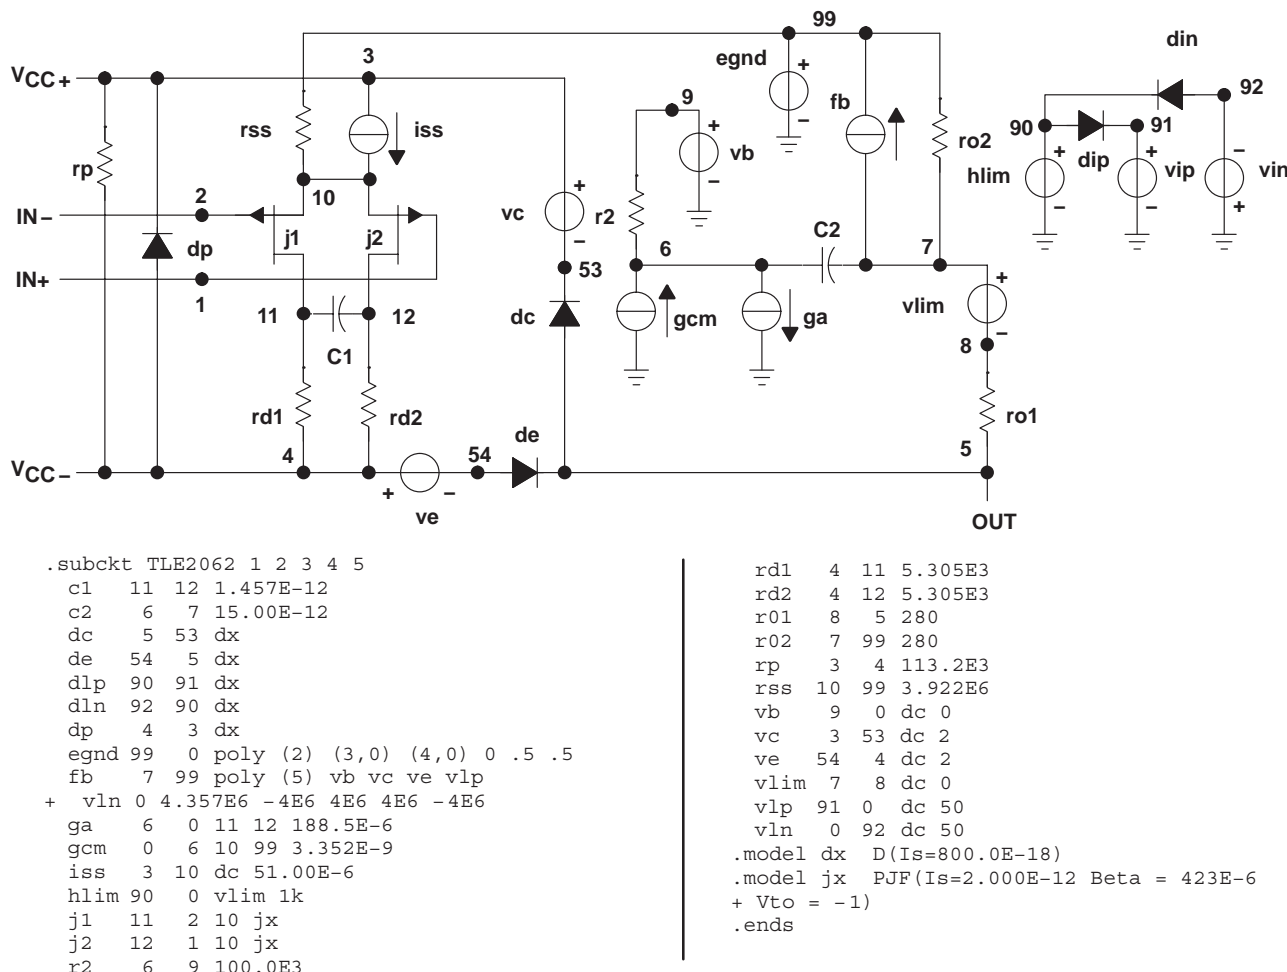 99
din
3
egnd
+
VCC+
92
9
+
fb
90
91
rss
iss
vb
ro2
rp
hlim
dip
vip
vin
10
2
IN−
j1
j2
vc
r2
C2
6
7
dp
IN+
1
53
gcm
ga
vlim
11
12
dc
8
C1
rd1
rd2
ro1
de
5
4
54
VCC−
+
−
ve
OUT
.subckt TLE2062 1 2 3 4 5
c1 11 12 1.457E−12
c2 6 7 15.00E−12
dc 5 53 dx
de 54 5 dx
dlp 90 91 dx
dln 92 90 dx
dp 4 3 dx
egnd 99 0 poly (2) (3,0) (4,0) 0 .5 .5
fb 7 99 poly (5) vb vc ve vlp
+ vln 0 4.357E6 −4E6 4E6 4E6 −4E6
ga 6 0 11 12 188.5E−6
gcm 0 6 10 99 3.352E−9
iss 3 10 dc 51.00E−6
hlim 90 0 vlim 1k
j1 11 2 10 jx
j2 12 1 10 jx
r2 6 9 100.0E3
rd1 4 11 5.305E3
rd2 4 12 5.305E3
r01 8 5 280
r02 7 99 280
rp 3 4 113.2E3
rss 10 99 3.922E6
vb 9 0 dc 0
vc 3 53 dc 2
ve 54 4 dc 2
vlim 7 8 dc 0
vlp 91 0 dc 50
vln 0 92 dc 50
.model dx D(Is=800.0E−18)
.model jx PJF(Is=2.000E−12 Beta = 423E−6
+ Vto = −1)
.ends